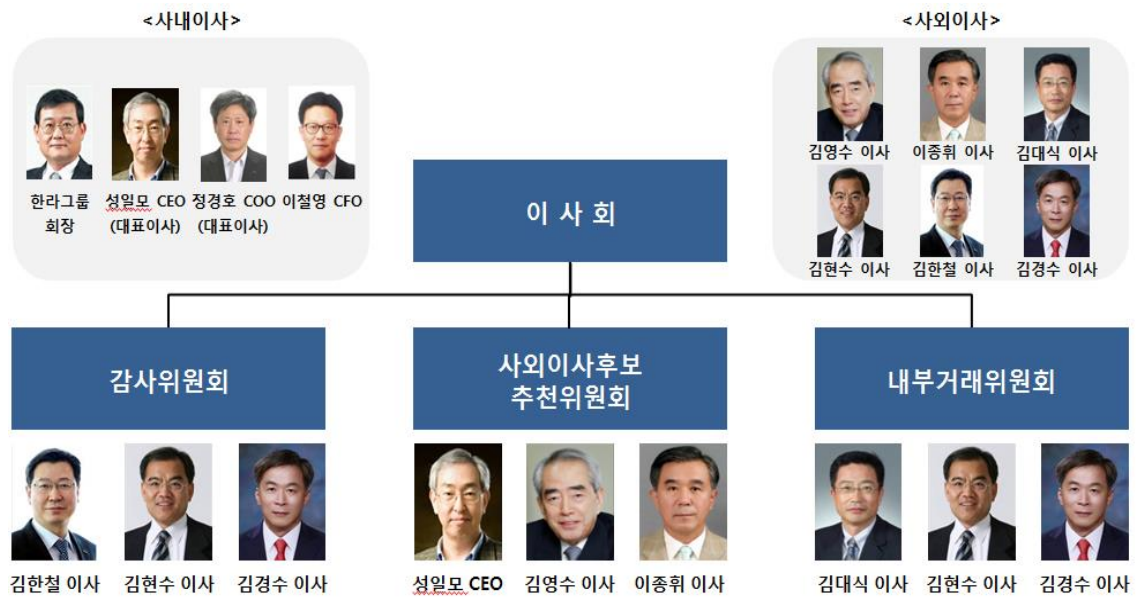 <사내이사>
<사외이사>
한라그룹
회장
성일모 CEO
(대표이사)
정경호 COO
(대표이사)
이철영 CFO
김영수 이사
이종휘 이사
김대식 이사
김현수 이사
김한철 이사
김경수 이사
이 사 회
감사위원회
사외이사후보
추천위원회
내부거래위원회
김한철 이사
김현수 이사
김경수 이사
성일모 CEO
김영수 이사
이종휘 이사
김대식 이사
김현수 이사
김경수 이사